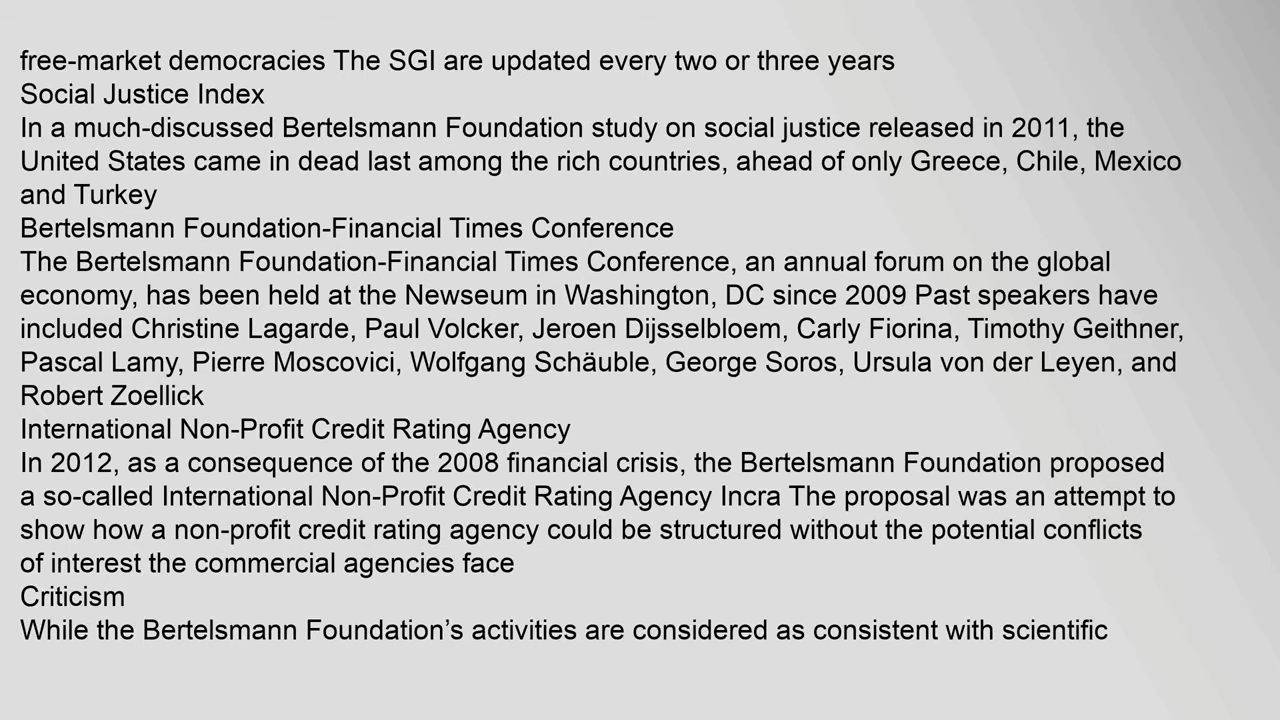 free-market democracies The SGI are updated every two or three years
Social Justice Index
In a much-discussed Bertelsmann Foundation study on social justice released in 2011, the
United States came in dead last among the rich countries, ahead of only Greece, Chile, Mexico
and Turkey
Bertelsmann Foundation-Financial Times Conference
The Bertelsmann Foundation-Financial Times Conference, an annual forum on the global
economy, has been held at the Newseum in Washington, DC since 2009 Past speakers have
included Christine Lagarde, Paul Volcker, Jeroen Dijsselbloem, Carly Fiorina, Timothy Geithner,
Pascal Lamy, Pierre Moscovici, Wolfgang Schäuble, George Soros, Ursula von der Leyen, and
Robert Zoellick
International Non-Profit Credit Rating Agency
In 2012, as a consequence of the 2008 financial crisis, the Bertelsmann Foundation proposed
a so-called International Non-Profit Credit Rating Agency Incra The proposal was an attempt to
show how a non-profit credit rating agency could be structured without the potential conflicts
of interest the commercial agencies face
Criticism
While the Bertelsmann Foundation’s activities are considered as consistent with scientific